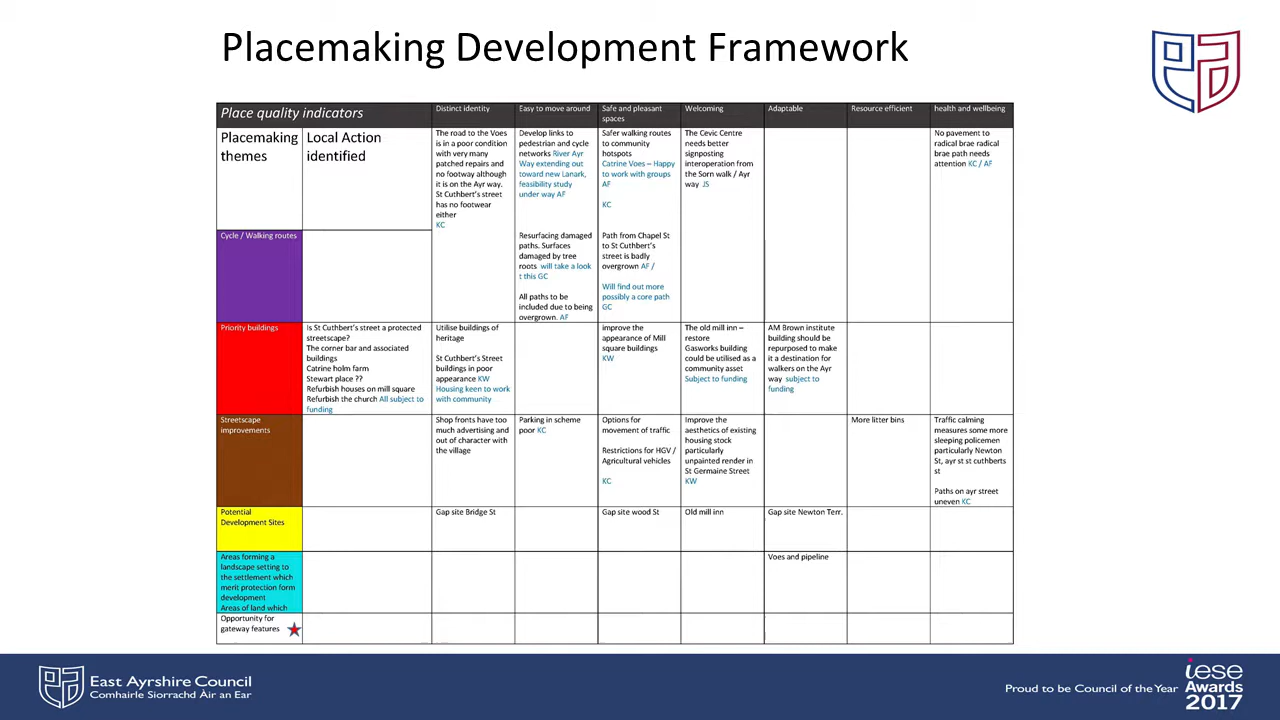 Placemaking Development Framework
Place quality indicators
Distinct identity
Easy to move around
Safe and pleasant
spaces
Welcoming
Adaptable
Resource efficient
health and wellbeing
Placemaking
themes
Local Action
identified
The road to the Voes
is in a poor condition
with very many
patched repairs and
no footway although
it is on the Ayr way.
St Cuthbert's street
has no footwear
either
KC
Develop links to
pedestrian and cycle
networks River Ayr
Way extending out
toward new Lanark,
feasibility study
under way AF
Safer walking routes
to community
hotspots
Catrine Voes – Happy
to work with groups
AF
KC
The Cevic Centre
needs better
signposting
interoperation from
the Sorn walk / Ayr
way JS
No pavement to
radical brae radical
brae path needs
attention KC / AF
Cycle / Walking routes
Resurfacing damaged
paths. Surfaces
damaged by tree
roots will take a look
t this GC
All paths to be
included due to being
overgrown. AF
Path from Chapel St
to St Cuthbert's
street is badly
overgrown AF /
Will find out more
possibly a core path
GC
Priority buildings
Is St Cuthbert's street a protected
streetscape?
The corner bar and associated
buildings
Catrine holm farm
Stewart place ??
Refurbish houses on mill square
Refurbish the church All subject to
funding
Utilise buildings of
heritage
St Cuthbert's Street
buildings in poor
appearance KW
Housing keen to work
with community
improve the
appearance of Mill
square buildings
KW
The old mill inn –
restore
Gasworks building
could be utilised as a
community asset
Subject to funding
AM Brown institute
building should be
repurposed to make
it a destination for
walkers on the Ayr
way subject to
funding
Streetscape
improvements
Shop fronts have too
much advertising and
out of character with
the village
Parking in scheme
poor KC
Options for
movement of traffic
Restrictions for HGV /
Agricultural vehicles
KC
Improve the
aesthetics of existing
housing stock
particularly
unpainted render in
St Germaine Street
KW
More litter bins
Traffic calming
measures some more
sleeping policemen
particularly Newton
St, ayr st st cuthberts
st
Paths on ayr street
uneven KC
Potential
Development Sites
Gap site Bridge St
Gap site wood St
Old mill inn
Gap site Newton Terr.
Areas forming a
landscape setting to
the settlement which
merit protection form
development
Areas of land which
Voes and pipeline
Opportunity for
gateway features
East Ayrshire Council
Comhairle Siorrachd Àir an Ear
Proud to be Council of the Year
iese
Awards
2017